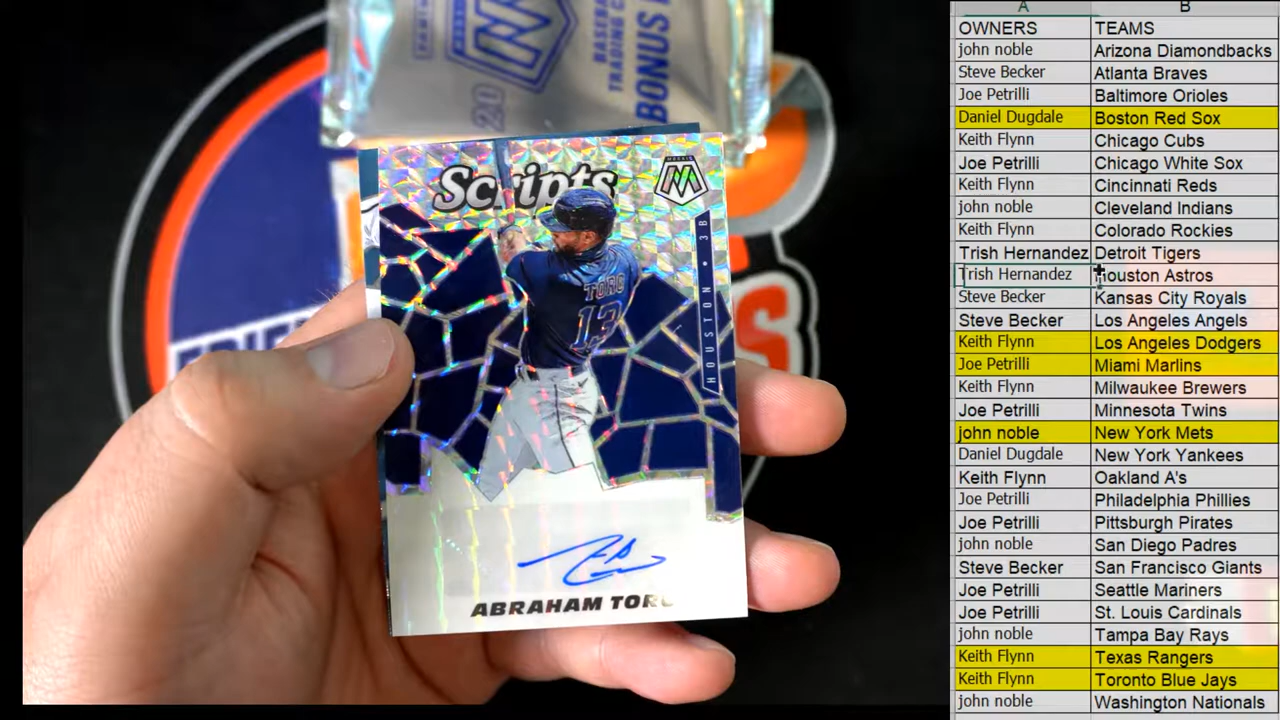 20
BASEBALL
TRADING C
BONUS
Scripts
MOSAIC
HOUSTON • 3B
TORO
13
ABRAHAM TORO
A B
OWNERS TEAMS
john noble Arizona Diamondbacks
Steve Becker Atlanta Braves
Joe Petrilli Baltimore Orioles
Daniel Dugdale Boston Red Sox
Keith Flynn Chicago Cubs
Joe Petrilli Chicago White Sox
Keith Flynn Cincinnati Reds
john noble Cleveland Indians
Keith Flynn Colorado Rockies
Trish Hernandez Detroit Tigers
Trish Hernandez Houston Astros
Steve Becker Kansas City Royals
Steve Becker Los Angeles Angels
Keith Flynn Los Angeles Dodgers
Joe Petrilli Miami Marlins
Keith Flynn Milwaukee Brewers
Joe Petrilli Minnesota Twins
john noble New York Mets
Daniel Dugdale New York Yankees
Keith Flynn Oakland A's
Joe Petrilli Philadelphia Phillies
Joe Petrilli Pittsburgh Pirates
john noble San Diego Padres
Steve Becker San Francisco Giants
Joe Petrilli Seattle Mariners
Joe Petrilli St. Louis Cardinals
john noble Tampa Bay Rays
Keith Flynn Texas Rangers
Keith Flynn Toronto Blue Jays
john noble Washington Nationals